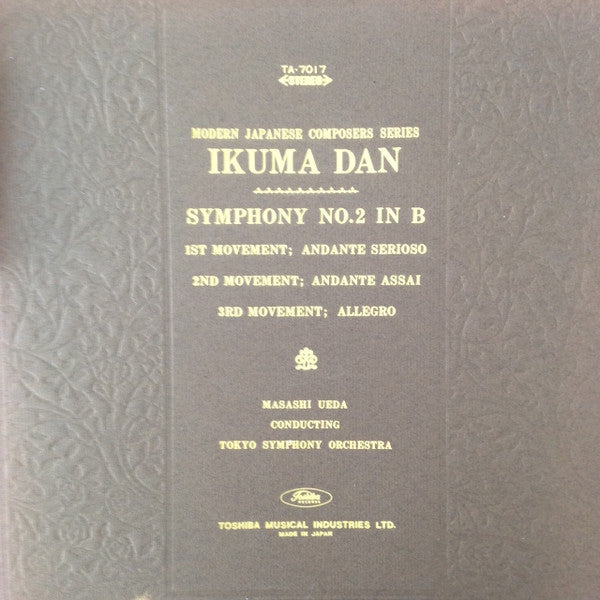 TA-7017
STEREO
MODERN JAPANESE COMPOSERS SERIES
IKUMA DAN
SYMPHONY NO.2 IN B
1ST MOVEMENT; ANDANTE SERIOSO
2ND MOVEMENT; ANDANTE ASSAI
3RD MOVEMENT; ALLEGRO
MASASHI UEDA
CONDUCTING
TOKYO SYMPHONY ORCHESTRA
Toshiba
RECORDS
TOSHIBA MUSICAL INDUSTRIES LTD.
MADE IN JAPAN